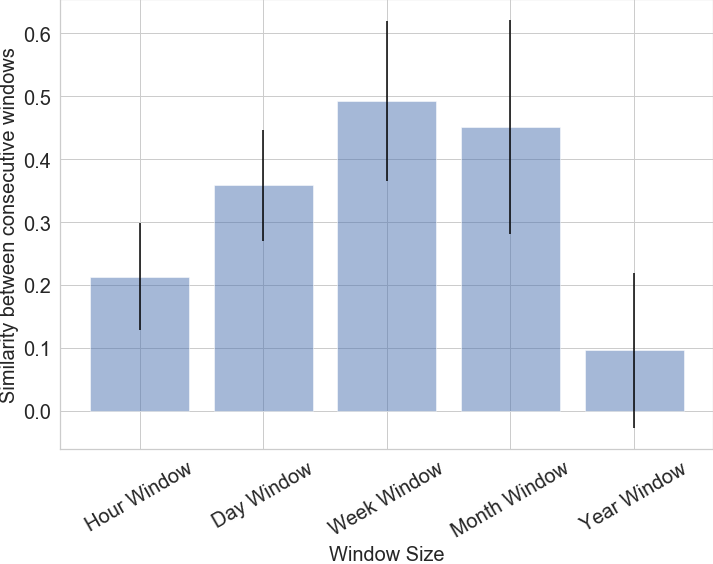 Similarity between consecutive windows
0.6
0.5
0.4
0.3
0.2
0.1
0.0
Hour Window
Day Window
Week Window
Month Window
Year Window
Window Size